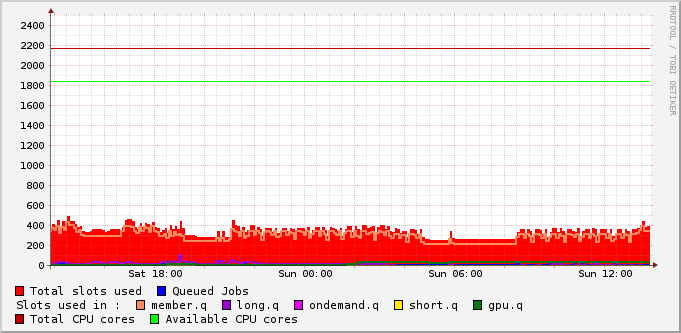 RRDTOOL / TOBI OETIKER
2400
2200
2000
1800
1600
1400
1200
1000
800
600
400
200
0
Sat 18:00 Sun 00:00 Sun 06:00 Sun 12:00
Total slots used Queued Jobs
Slots used in : member.q long.q ondemand.q short.q gpu.q
Total CPU cores Available CPU cores